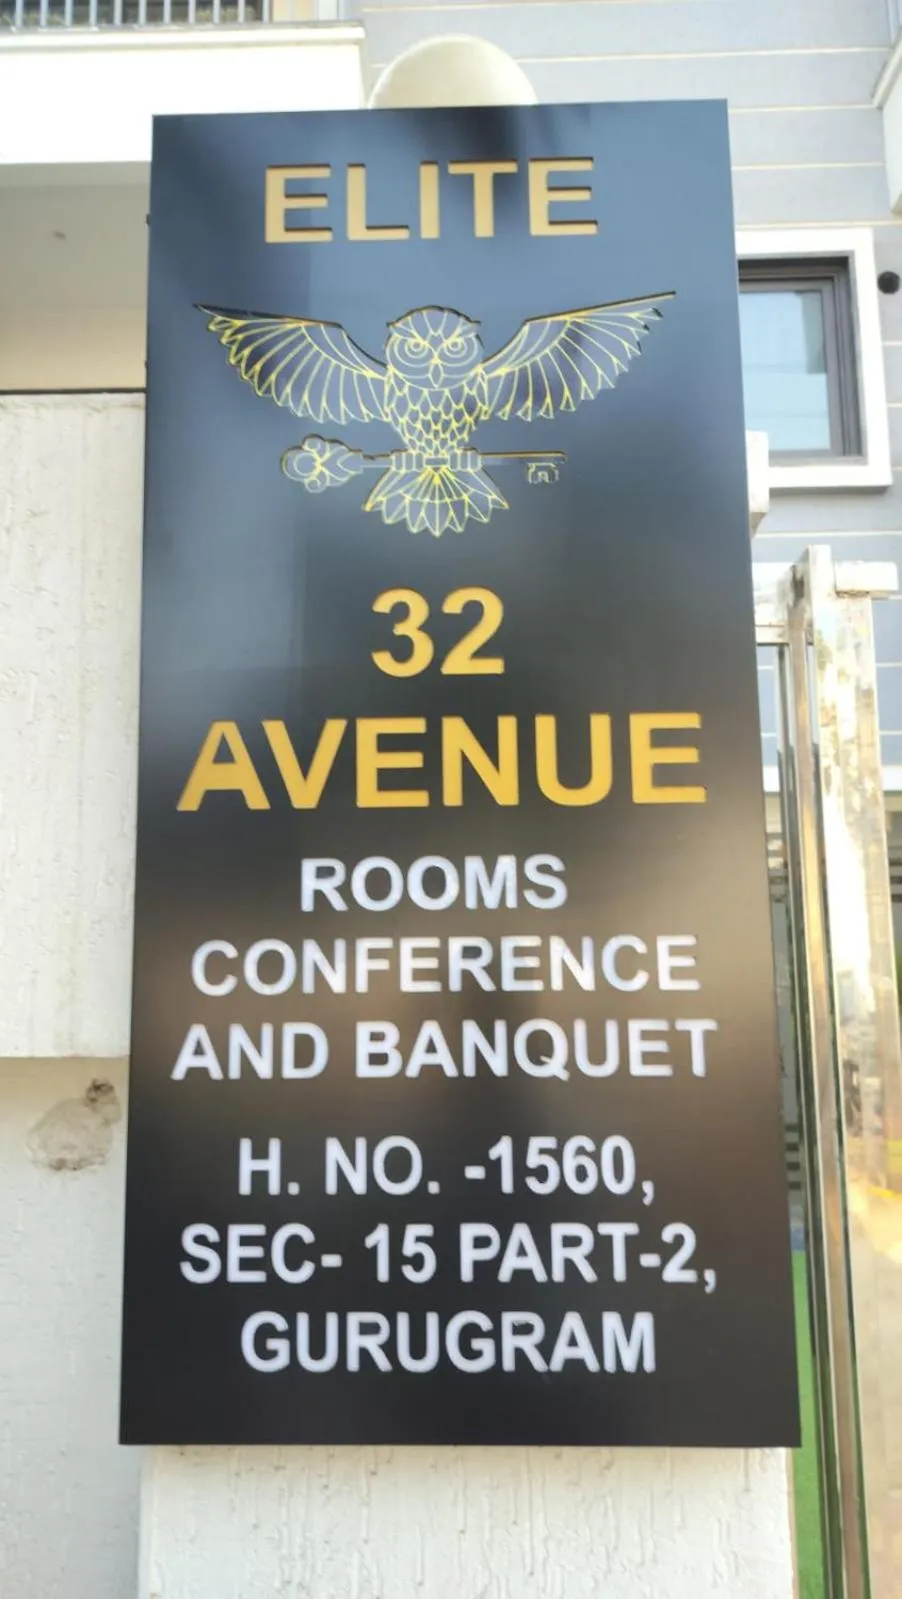 ELITE
32
AVENUE
ROOMS
CONFERENCE
AND BANQUET
H. NO. -1560,
SEC- 15 PART-2,
GURUGRAM